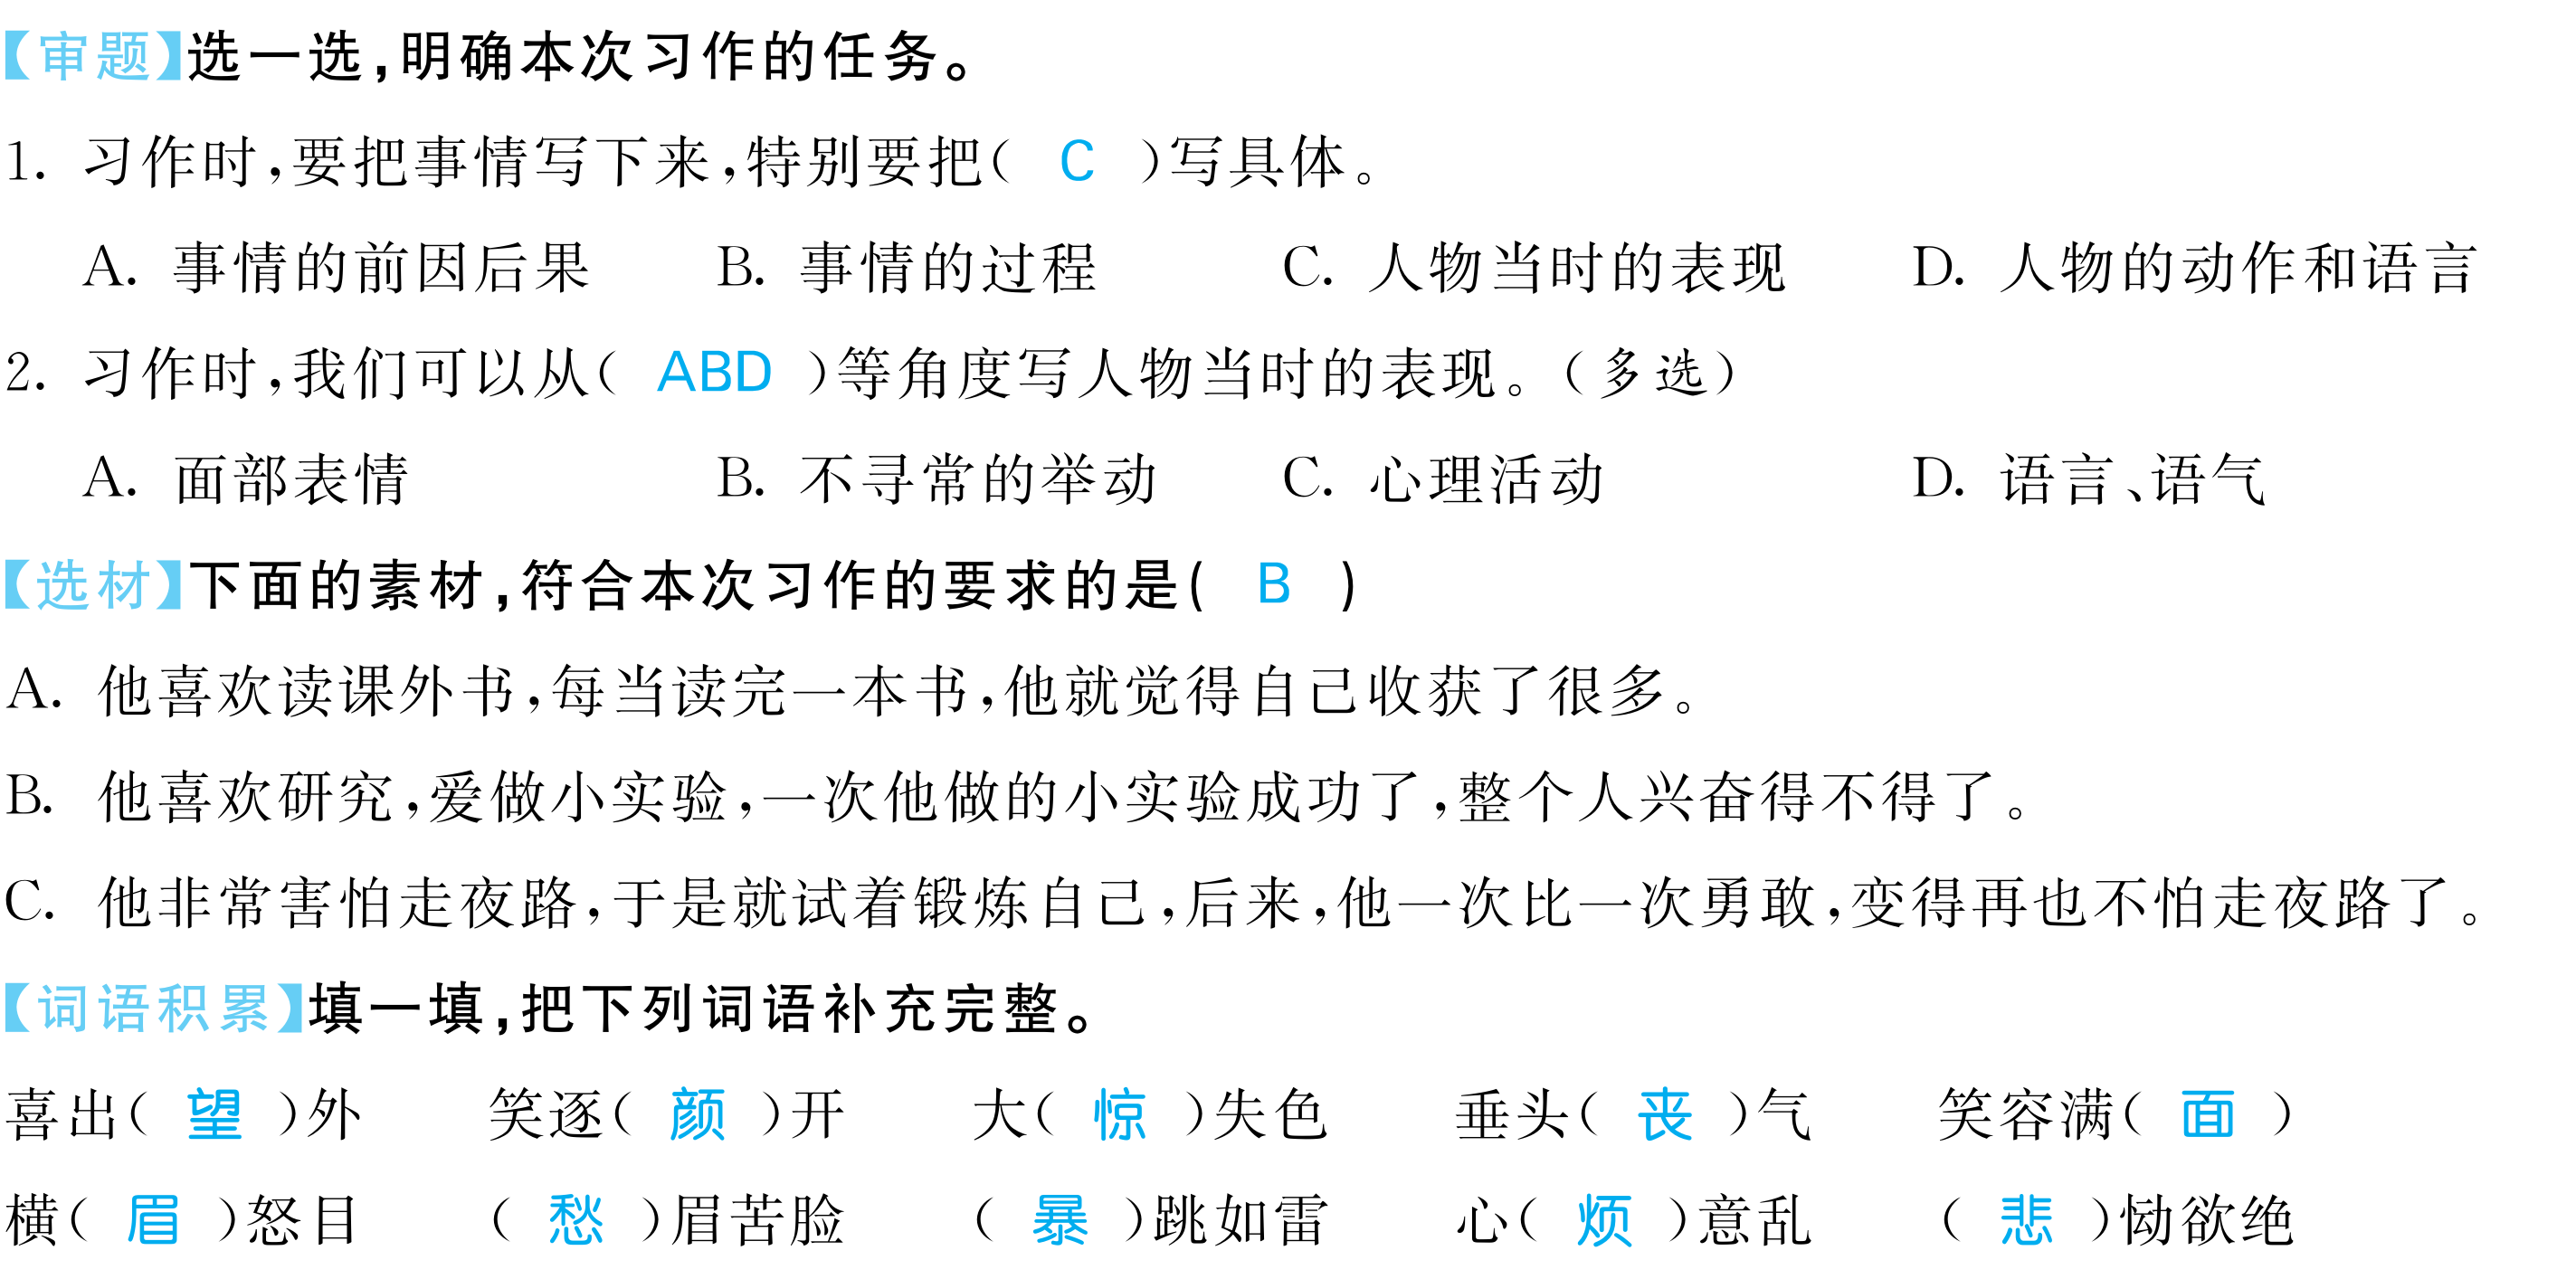 【审题】选一选,明确本次习作的任务。
1. 习作时,要把事情写下来,特别要把( C )写具体。
A. 事情的前因后果 B. 事情的过程 C. 人物当时的表现 D. 人物的动作和语言
2. 习作时,我们可以从( ABD )等角度写人物当时的表现。(多选)
A. 面部表情 B. 不寻常的举动 C. 心理活动 D. 语言、语气
【选材】下面的素材,符合本次习作的要求的是( B )
A. 他喜欢读课外书,每当读完一本书,他就觉得自己收获了很多。
B. 他喜欢研究,爱做小实验,一次他做的小实验成功了,整个人兴奋得不得了。
C. 他非常害怕走夜路,于是就试着锻炼自己,后来,他一次比一次勇敢,变得再也不怕走夜路了。
【词语积累】填一填,把下列词语补充完整。
喜出( 望 )外 笑逐( 颜 )开 大( 惊 )失色 垂头( 丧 )气 笑容满( 面 )
横( 眉 )怒目 ( 愁 )眉苦脸 ( 暴 )跳如雷 心( 烦 )意乱 ( 悲 )恸欲绝